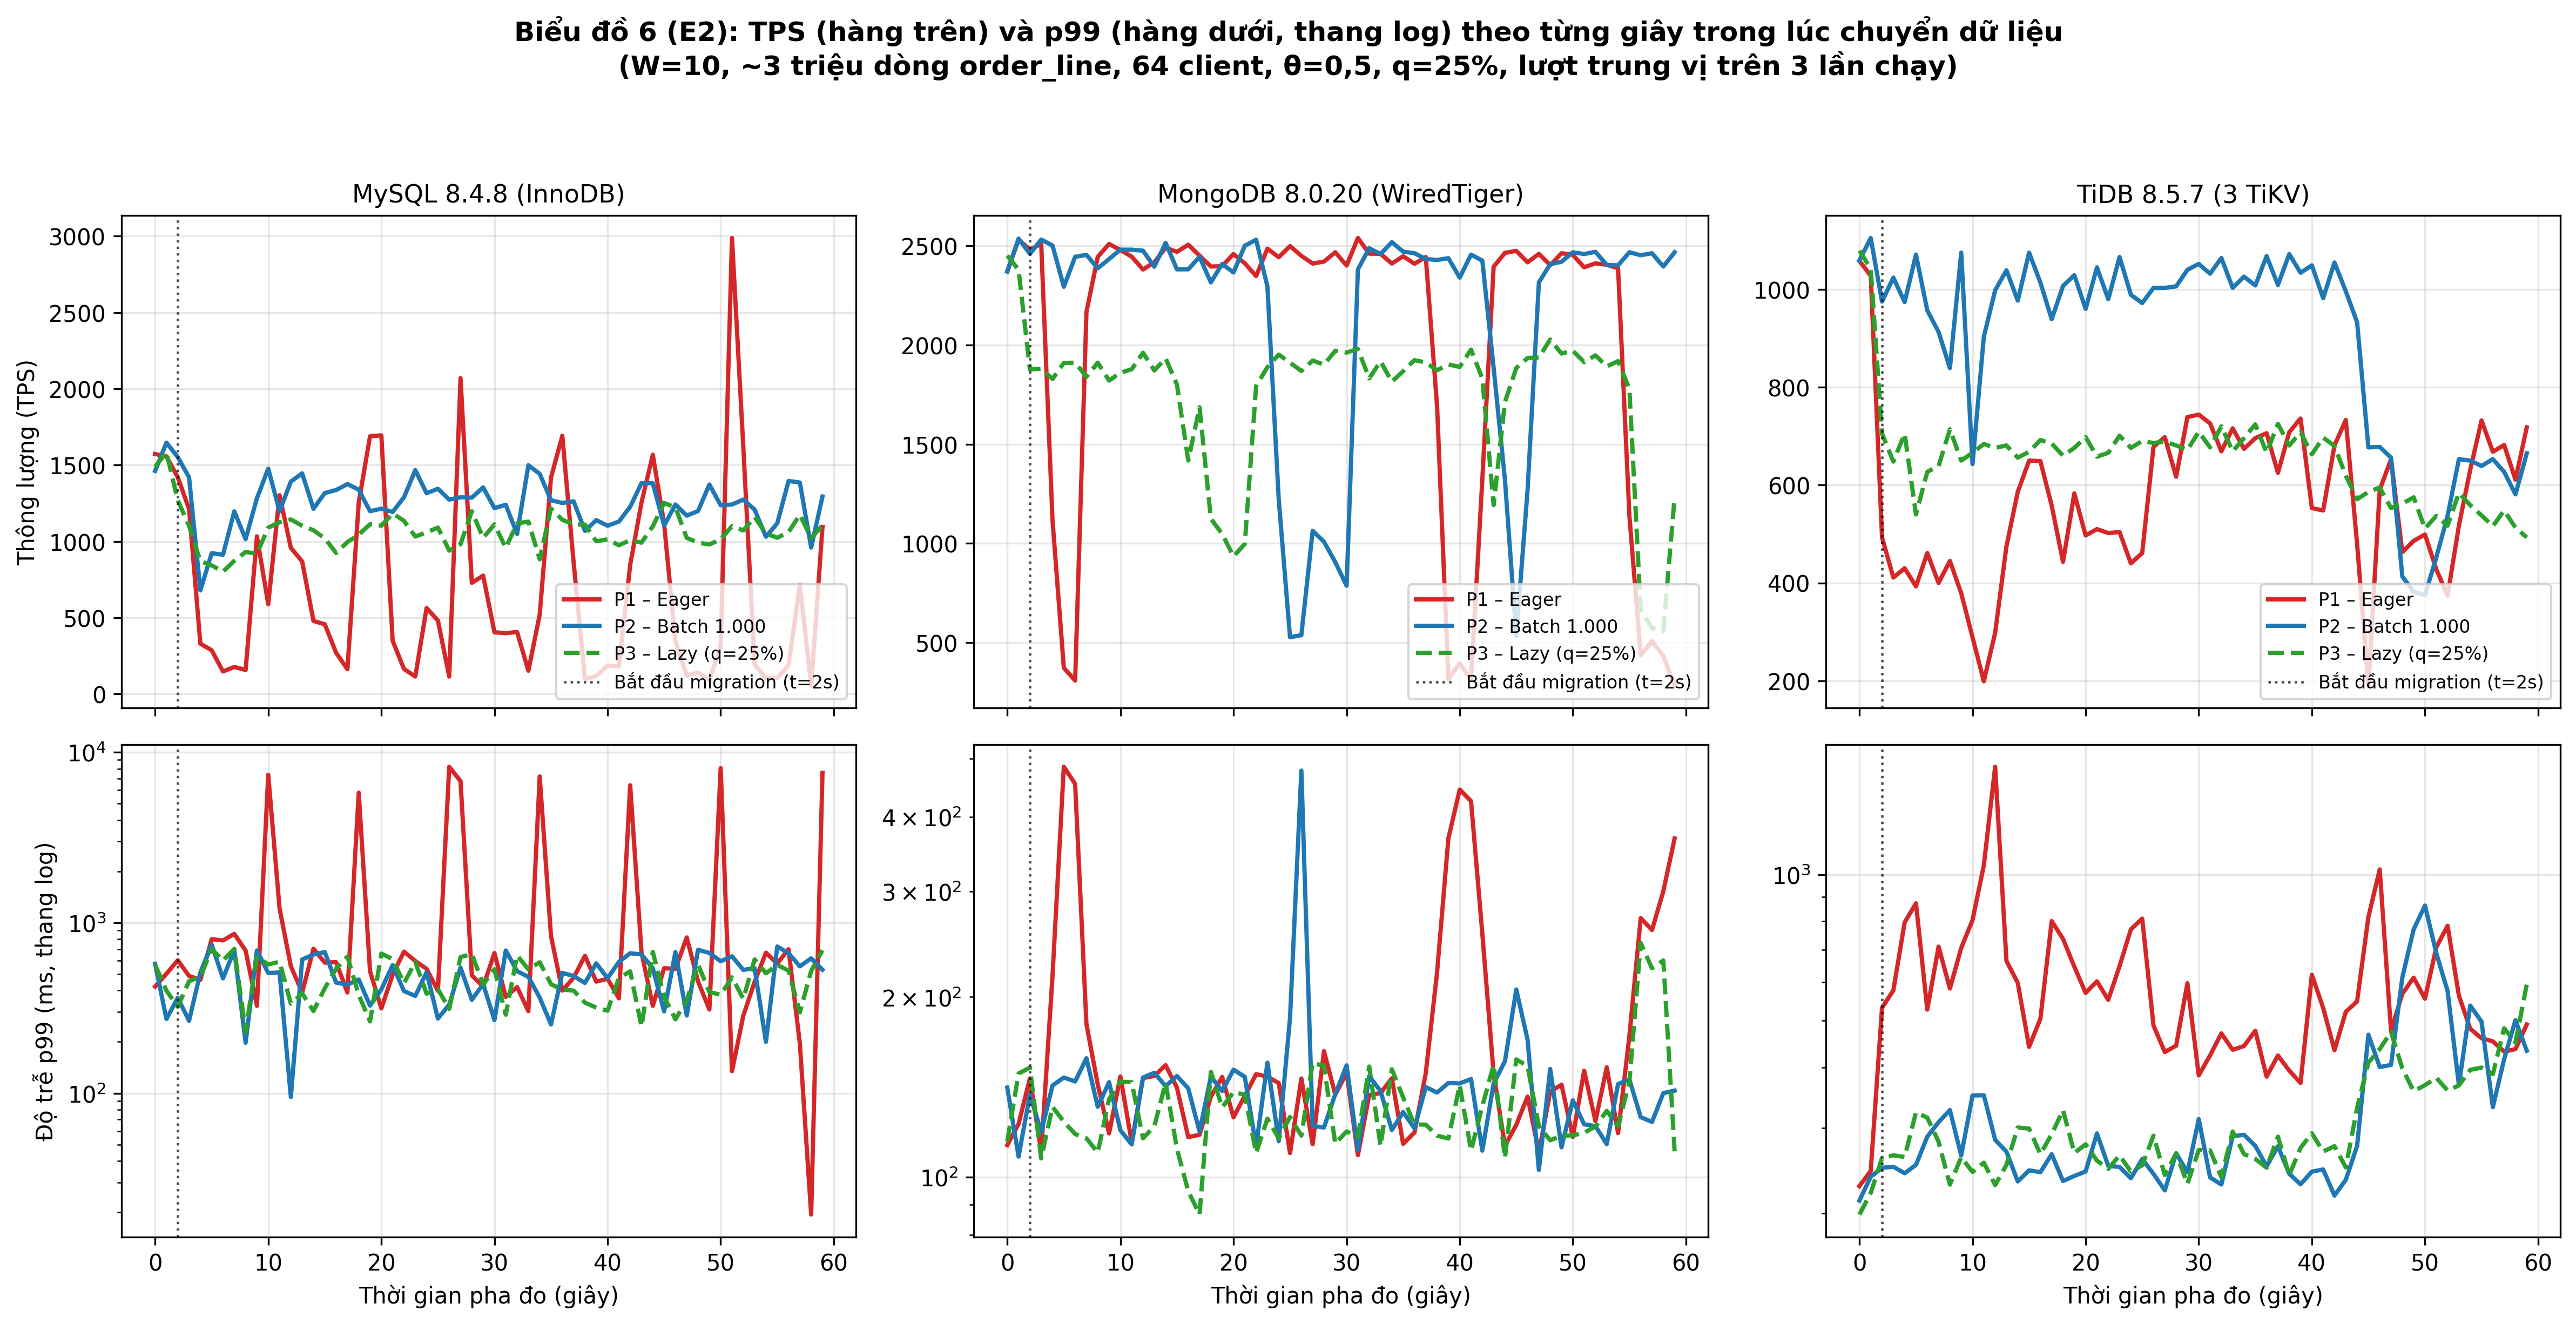 Biểu đồ 6 (E2): TPS (hàng trên) và p99 (hàng dưới, thang log) theo từng giây trong lúc chuyển dữ liệu
(W=10, ~3 triệu dòng order_line, 64 client, θ=0,5, q=25%, lượt trung vị trên 3 lần chạy)
MySQL 8.4.8 (InnoDB)
Thông lượng (TPS)
3000
2500
2000
1500
1000
500
0
P1 – Eager
P2 – Batch 1.000
P3 – Lazy (q=25%)
Bắt đầu migration (t=2s)
MongoDB 8.0.20 (WiredTiger)
2500
2000
1500
1000
500
P1 – Eager
P2 – Batch 1.000
P3 – Lazy (q=25%)
Bắt đầu migration (t=2s)
TiDB 8.5.7 (3 TiKV)
1000
800
600
400
200
P1 – Eager
P2 – Batch 1.000
P3 – Lazy (q=25%)
Bắt đầu migration (t=2s)
Độ trễ p99 (ms, thang log)
10⁴
10³
10²
0 10 20 30 40 50 60
Thời gian pha đo (giây)
4 × 10²
3 × 10²
2 × 10²
10²
0 10 20 30 40 50 60
Thời gian pha đo (giây)
10³
0 10 20 30 40 50 60
Thời gian pha đo (giây)